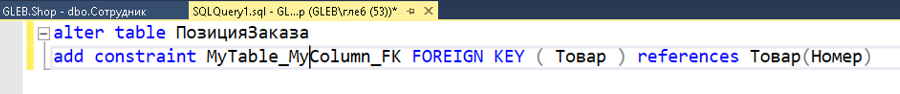 GLEB.Shop - dbo.Сотрудник SQLQuery1.sql - GL...p (GLEB\глеб (53))*
alter table ПозицияЗаказа
add constraint MyTable_MyColumn_FK FOREIGN KEY ( Товар ) references Товар(Номер)